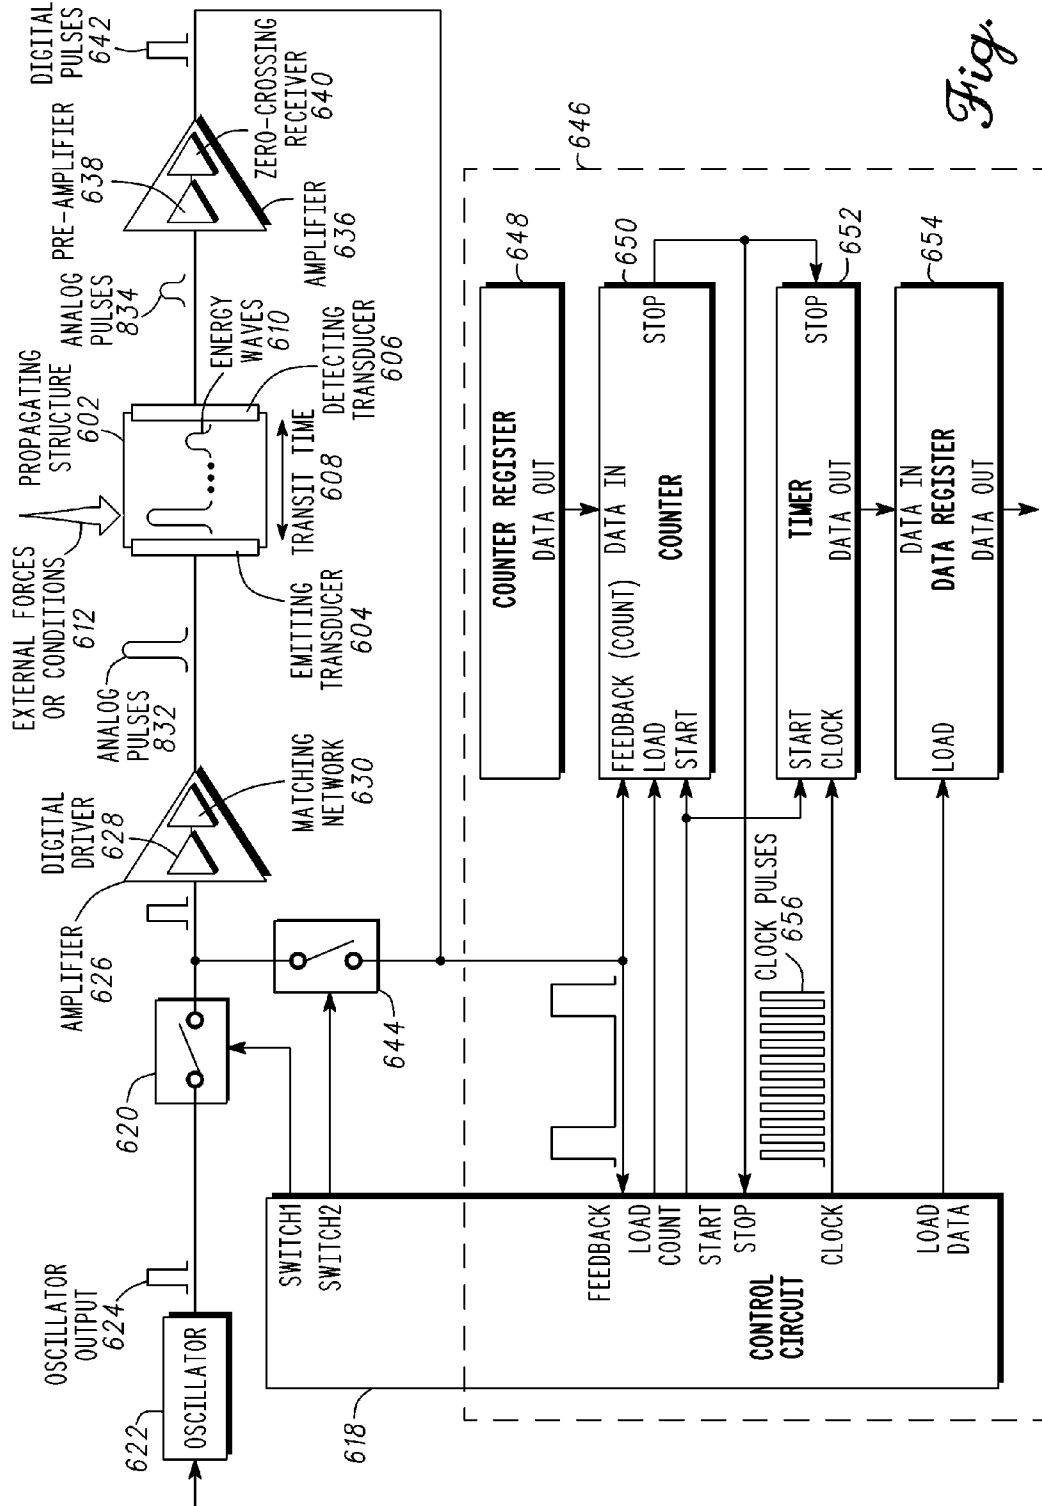 OSCILLATOR
622
OSCILLATOR
OUTPUT
624
620
AMPLIFIER
626
DIGITAL
DRIVER
628
MATCHING
NETWORK
630
ANALOG
PULSES
832
EXTERNAL FORCES
OR CONDITIONS
612
EMITTING
TRANSDUCER
604
PROPAGATING
STRUCTURE
602
TRANSIT TIME
608
ENERGY
WAVES
610
DETECTING
TRANSDUCER
606
ANALOG
PULSES
834
PRE-AMPLIFIER
638
AMPLIFIER
636
ZERO-CROSSING
RECEIVER
640
DIGITAL
PULSES
642
644
618
SWITCH1
SWITCH2
FEEDBACK
LOAD
COUNT
START
STOP
CLOCK
LOAD
DATA
CONTROL
CIRCUIT
CLOCK PULSES
656
646
COUNTER REGISTER
DATA OUT
648
FEEDBACK (COUNT)
LOAD
START
DATA IN
COUNTER
STOP
650
START
CLOCK
TIMER
DATA OUT
STOP
652
LOAD
DATA IN
DATA REGISTER
DATA OUT
654
Fig.